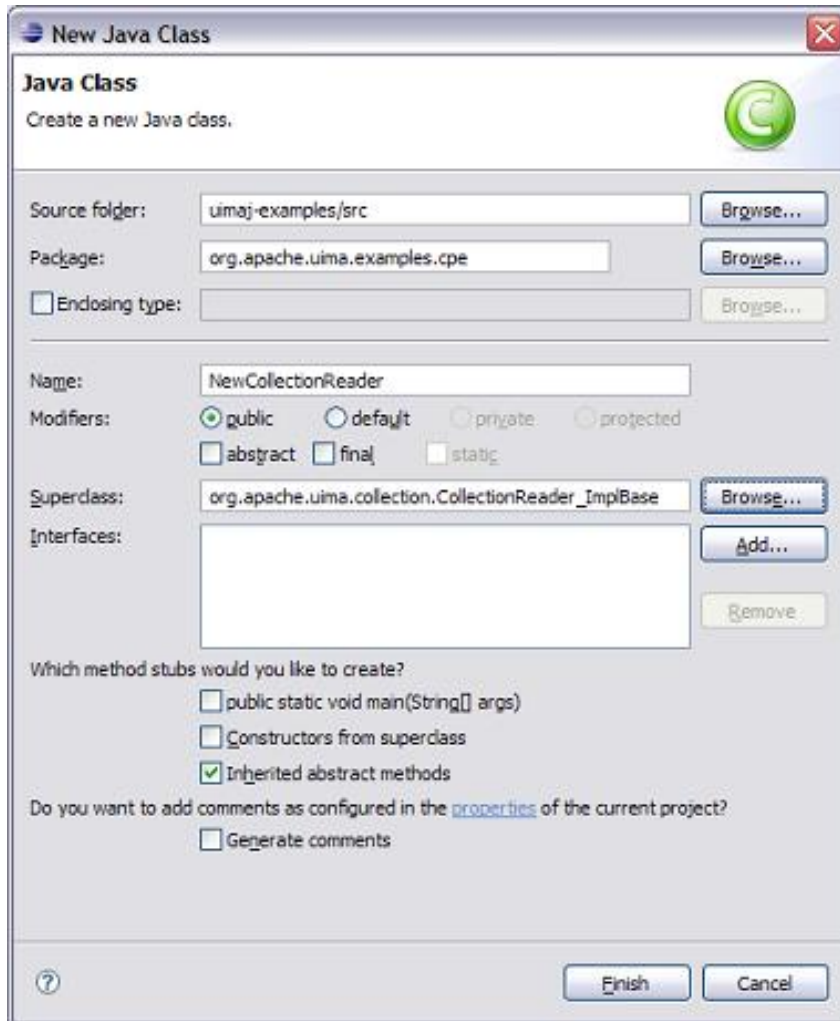 New Java Class
Java Class
Create a new Java class.
Source folder: uimaj-examples/src Browse...
Package: org.apache.uima.examples.cpe Browse...
Enclosing type: Browse...
Name: NewCollectionReader
Modifiers: public default private protected
abstract final static
Superclass: org.apache.uima.collection.CollectionReader_ImplBase Browse...
Interfaces: Add...
Remove
Which method stubs would you like to create?
public static void main(String[] args)
Constructors from superclass
Inherited abstract methods
Do you want to add comments as configured in the properties of the current project?
Generate comments
Finish Cancel